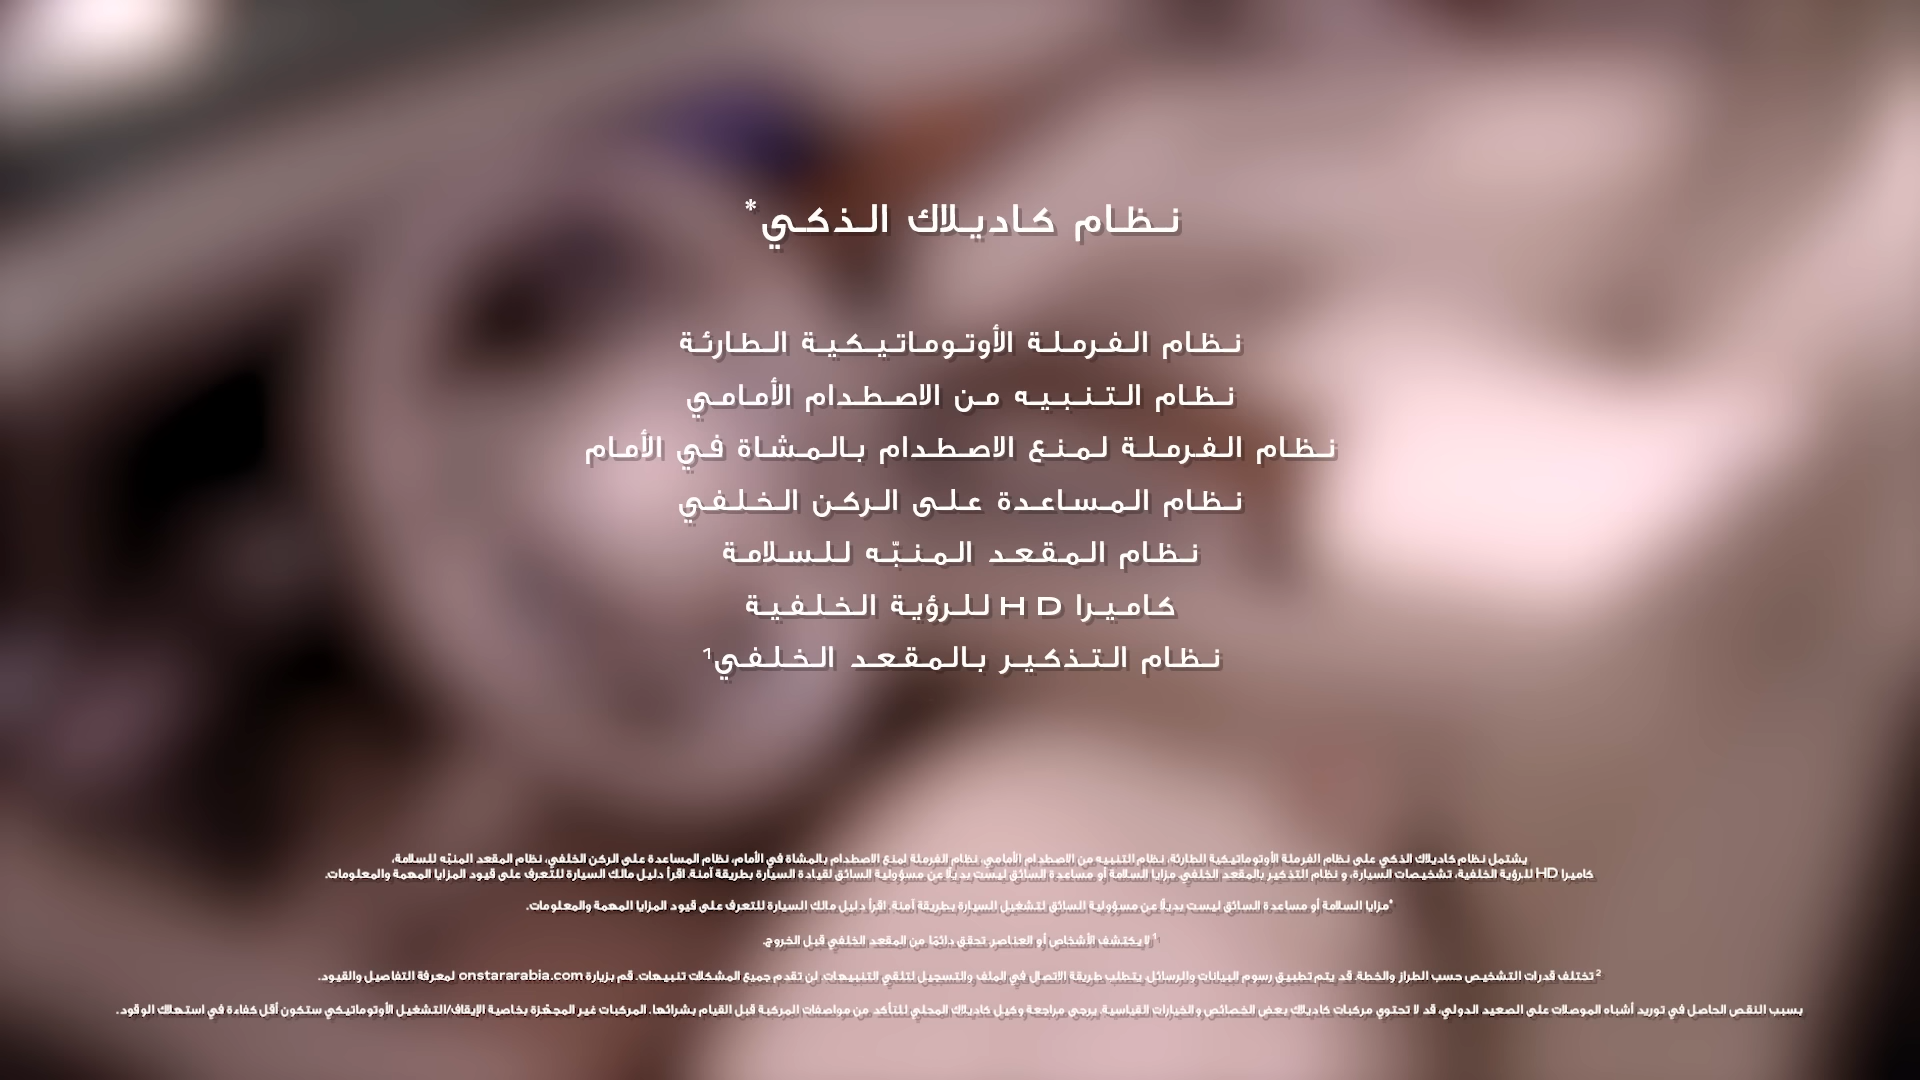 نظام كاديلاك الذكي*
نظام الفرملة الأوتوماتيكية الطارئة
نظام التنبيه من الاصطدام الأمامي
نظام الفرملة لمنع الاصطدام بالمشاة في الأمام
نظام المساعدة على الركن الخلفي
نظام المقعد المنبّه للسلامة
كاميرا HD للرؤية الخلفية
نظام التذكير بالمقعد الخلفي¹
يشتمل نظام كاديلاك الذكي على نظام الفرملة الأوتوماتيكية الطارئة، نظام التنبيه من الاصطدام الأمامي، نظام الفرملة لمنع الاصطدام بالمشاة في الأمام، نظام المساعدة على الركن الخلفي، نظام المقعد المنبّه للسلامة،
كاميرا HD للرؤية الخلفية، تشخيصات السيارة، و نظام التذكير بالمقعد الخلفي. مزايا السلامة أو مساعدة السائق ليست بديلًا عن مسؤولية السائق لقيادة السيارة بطريقة آمنة. اقرأ دليل مالك السيارة للتعرف على قيود المزايا المهمة والمعلومات.
*مزايا السلامة أو مساعدة السائق ليست بديلًا عن مسؤولية السائق لتشغيل السيارة بطريقة آمنة. اقرأ دليل مالك السيارة للتعرف على قيود المزايا المهمة والمعلومات.
¹ لا يكتشف الأشخاص أو العناصر. تحقق دائمًا من المقعد الخلفي قبل الخروج.
² تختلف قدرات التشخيص حسب الطراز والخطة. قد يتم تطبيق رسوم البيانات والرسائل. يتطلب طريقة الاتصال في الملف والتسجيل لتلقي التنبيهات. لن تقدم جميع المشكلات تنبيهات. قم بزيارة onstararabia.com لمعرفة التفاصيل والقيود.
بسبب النقص الحاصل في توريد أشباه الموصلات على الصعيد الدولي، قد لا تحتوي مركبات كاديلاك بعض الخصائص والخيارات القياسية. يرجى مراجعة وكيل كاديلاك المحلي للتأكد من مواصفات المركبة قبل القيام بشرائها. المركبات غير المجهّزة بخاصية الإيقاف/التشغيل الأوتوماتيكي ستكون أقل كفاءة في استهلاك الوقود.